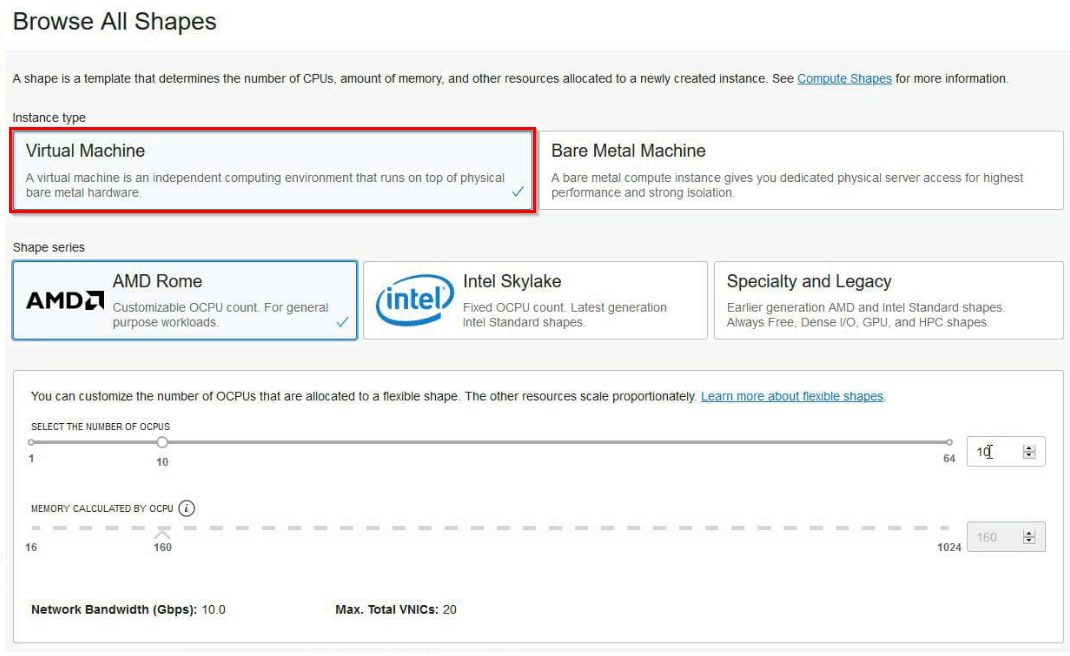 Browse All Shapes
A shape is a template that determines the number of CPUs, amount of memory, and other resources allocated to a newly created instance. See Compute Shapes for more information.
Instance type
Virtual Machine
A virtual machine is an independent computing environment that runs on top of physical
bare metal hardware.
Bare Metal Machine
A bare metal compute instance gives you dedicated physical server access for highest
performance and strong isolation.
Shape series
AMD
AMD Rome
Customizable OCPU count. For general
purpose workloads.
intel
Intel Skylake
Fixed OCPU count. Latest generation
Intel Standard shapes.
Specialty and Legacy
Earlier generation AMD and Intel Standard shapes.
Always Free, Dense I/O, GPU, and HPC shapes.
You can customize the number of OCPUs that are allocated to a flexible shape. The other resources scale proportionately. Learn more about flexible shapes.
SELECT THE NUMBER OF OCPUS
1
10
64
10
MEMORY CALCULATED BY OCPU i
16
160
1024
160
Network Bandwidth (Gbps): 10.0
Max. Total VNICs: 20